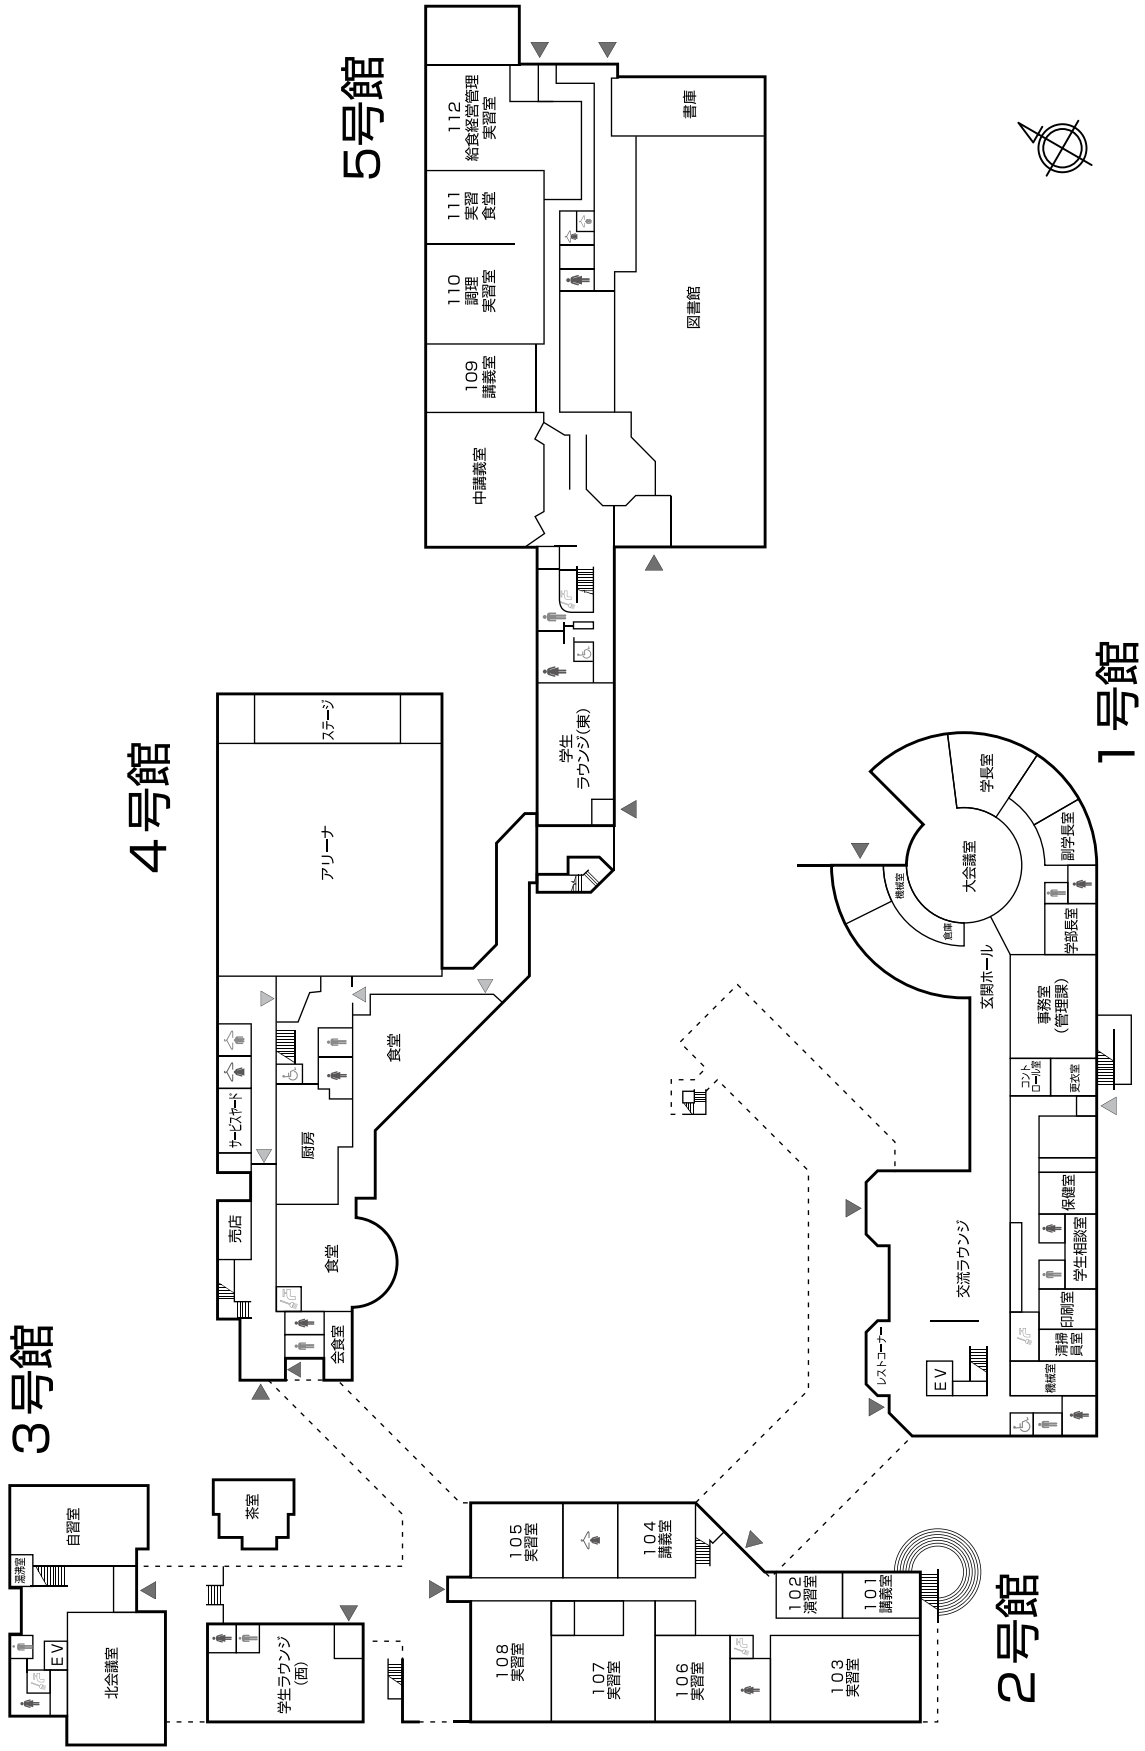 5号館
112
給食経営管理
実習室
111
実習
食堂
110
調理
実習室
109
講義室
中講義室
書庫
図書館
学生
ラウンジ(東)
4号館
ステージ
アリーナ
食堂
サービスヤード
厨房
売店
食堂
会食室
3号館
自習室
湯沸室
EV
北会議室
茶室
学生ラウンジ
(西)
2号館
105
実習室
104
講義室
102
演習室
101
講義室
108
実習室
107
実習室
106
実習室
103
実習室
1号館
学長室
副学長室
大会議室
機械室
倉庫
学部長室
玄関ホール
事務室
(管理課)
コント
ロール室
更衣室
保健室
学生相談室
交流ラウンジ
印刷室
清掃
員室
レストコーナー
EV
機械室